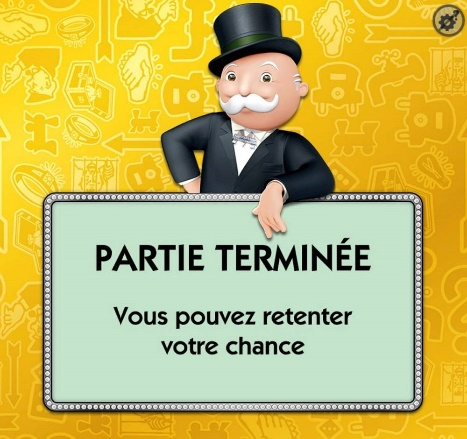 PARTIE TERMINÉE
Vous pouvez retenter
votre chance